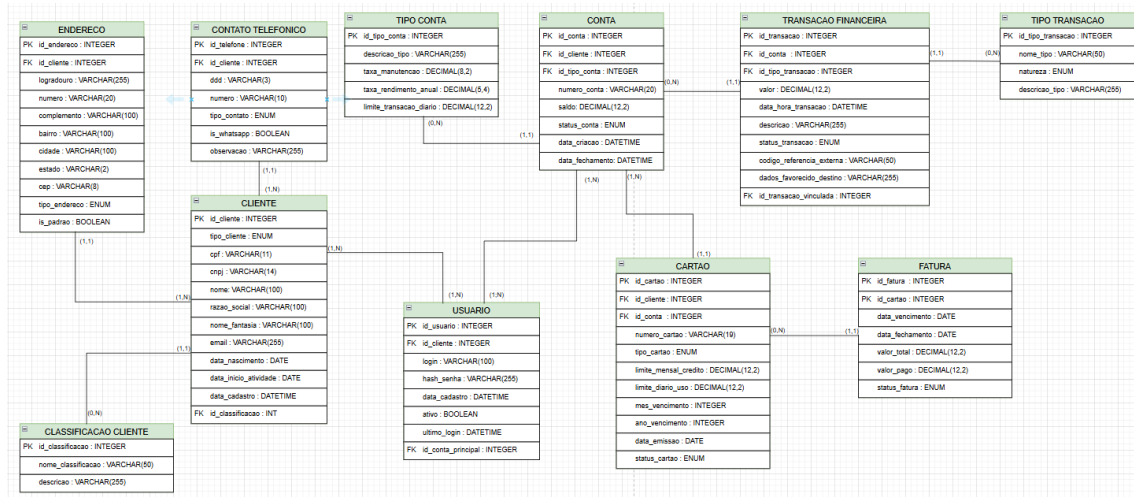 ENDERECO
PK id_endereco : INTEGER
FK id_cliente : INTEGER
logradouro : VARCHAR(255)
numero : VARCHAR(20)
complemento : VARCHAR(100)
bairro : VARCHAR(100)
cidade : VARCHAR(100)
estado : VARCHAR(2)
cep : VARCHAR(8)
tipo_endereco : ENUM
is_padrao : BOOLEAN
(1,1)
(1,N)
CONTATO TELEFONICO
PK id_telefone : INTEGER
FK id_cliente : INTEGER
ddd : VARCHAR(3)
numero : VARCHAR(10)
tipo_contato : ENUM
is_whatsapp : BOOLEAN
observacao : VARCHAR(255)
(1,1)
(1,N)
TIPO CONTA
PK id_tipo_conta : INTEGER
descricao_tipo : VARCHAR(255)
taxa_manutencao : DECIMAL(8,2)
taxa_rendimento_anual : DECIMAL(5,4)
limite_transacao_diario : DECIMAL(12,2)
(0,N)
(1,1)
CONTA
PK id_conta : INTEGER
FK id_cliente : INTEGER
FK id_tipo_conta : INTEGER
numero_conta : VARCHAR(20)
saldo: DECIMAL(12,2)
status_conta : ENUM
data_criacao : DATETIME
data_fechamento: DATETIME
(0,N)
(1,1)
(1,N)
(1,N)
TRANSACAO FINANCEIRA
PK id_transacao : INTEGER
FK id_conta : INTEGER
FK id_tipo_transacao : INTEGER
valor : DECIMAL(12,2)
data_hora_transacao : DATETIME
descricao : VARCHAR(255)
status_transacao : ENUM
codigo_referencia_externa : VARCHAR(50)
dados_favorecido_destino : VARCHAR(255)
FK id_transacao_vinculada : INTEGER
(1,1)
(0,N)
TIPO TRANSACAO
PK id_tipo_transacao : INTEGER
nome_tipo : VARCHAR(50)
natureza : ENUM
descricao_tipo : VARCHAR(255)
CLIENTE
PK id_cliente : INTEGER
tipo_cliente : ENUM
cpf : VARCHAR(11)
cnpj : VARCHAR(14)
nome: VARCHAR(100)
razao_social : VARCHAR(100)
nome_fantasia : VARCHAR(100)
email : VARCHAR(255)
data_nascimento : DATE
data_inicio_atividade : DATE
data_cadastro : DATETIME
FK id_classificacao : INT
(1,N)
(1,N)
(1,N)
(1,1)
(0,N)
CLASSIFICACAO CLIENTE
PK id_classificacao : INTEGER
nome_classificacao : VARCHAR(50)
descricao : VARCHAR(255)
USUARIO
PK id_usuario : INTEGER
FK id_cliente : INTEGER
login : VARCHAR(100)
hash_senha : VARCHAR(255)
data_cadastro : DATETIME
ativo : BOOLEAN
ultimo_login : DATETIME
FK id_conta_principal : INTEGER
(1,1)
CARTAO
PK id_cartao : INTEGER
FK id_cliente : INTEGER
FK id_conta : INTEGER
numero_cartao : VARCHAR(19)
tipo_cartao : ENUM
limite_mensal_credito : DECIMAL(12,2)
limite_diario_uso : DECIMAL(12,2)
mes_vencimento : INTEGER
ano_vencimento : INTEGER
data_emissao : DATE
status_cartao : ENUM
(0,N)
(1,1)
FATURA
PK id_fatura : INTEGER
PK id_cartao : INTEGER
data_vencimento : DATE
data_fechamento : DATE
valor_total : DECIMAL(12,2)
valor_pago : DECIMAL(12,2)
status_fatura : ENUM